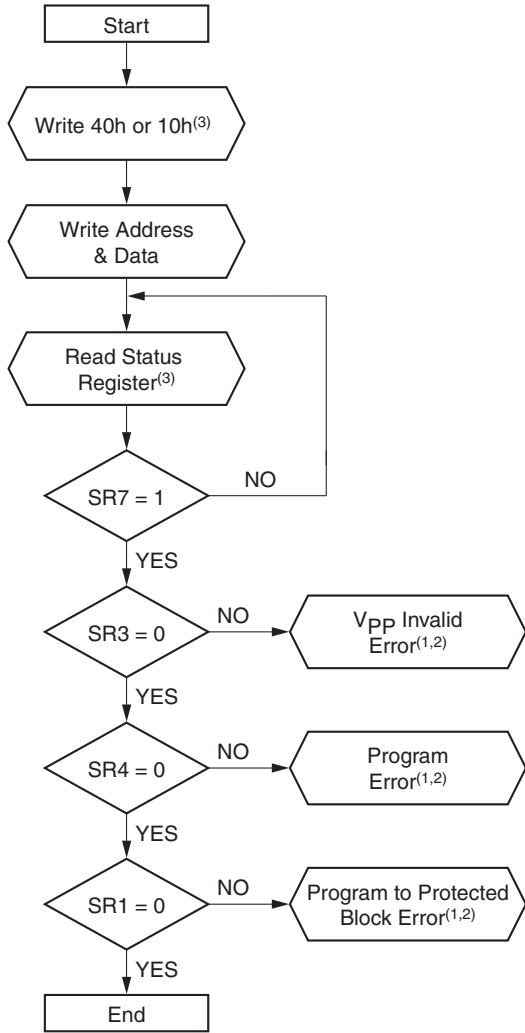 Start
Write 40h or 10h(3)
Write Address
& Data
Read Status
Register(3)
SR7 = 1
NO
YES
SR3 = 0
NO
VPP Invalid
Error(1,2)
YES
SR4 = 0
NO
Program
Error(1,2)
YES
SR1 = 0
NO
Program to Protected
Block Error(1,2)
YES
End